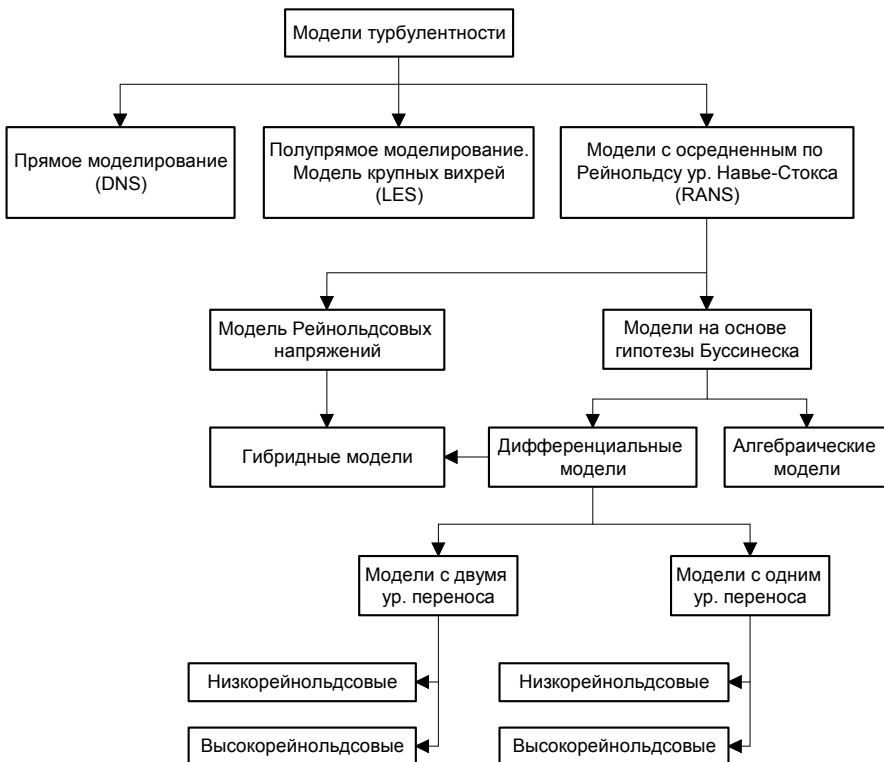 Модели турбулентности
Прямое моделирование
(DNS)
Полупрямое моделирование.
Модель крупных вихрей
(LES)
Модели с осредненным по
Рейнольдсу ур. Навье-Стокса
(RANS)
Модель Рейнольдсовых
напряжений
Модели на основе
гипотезы Буссинеска
Гибридные модели
Дифференциальные
модели
Алгебраические
модели
Модели с двумя
ур. переноса
Модели с одним
ур. переноса
Низкорейнольдсовые
Низкорейнольдсовые
Высокорейнольдсовые
Высокорейнольдсовые